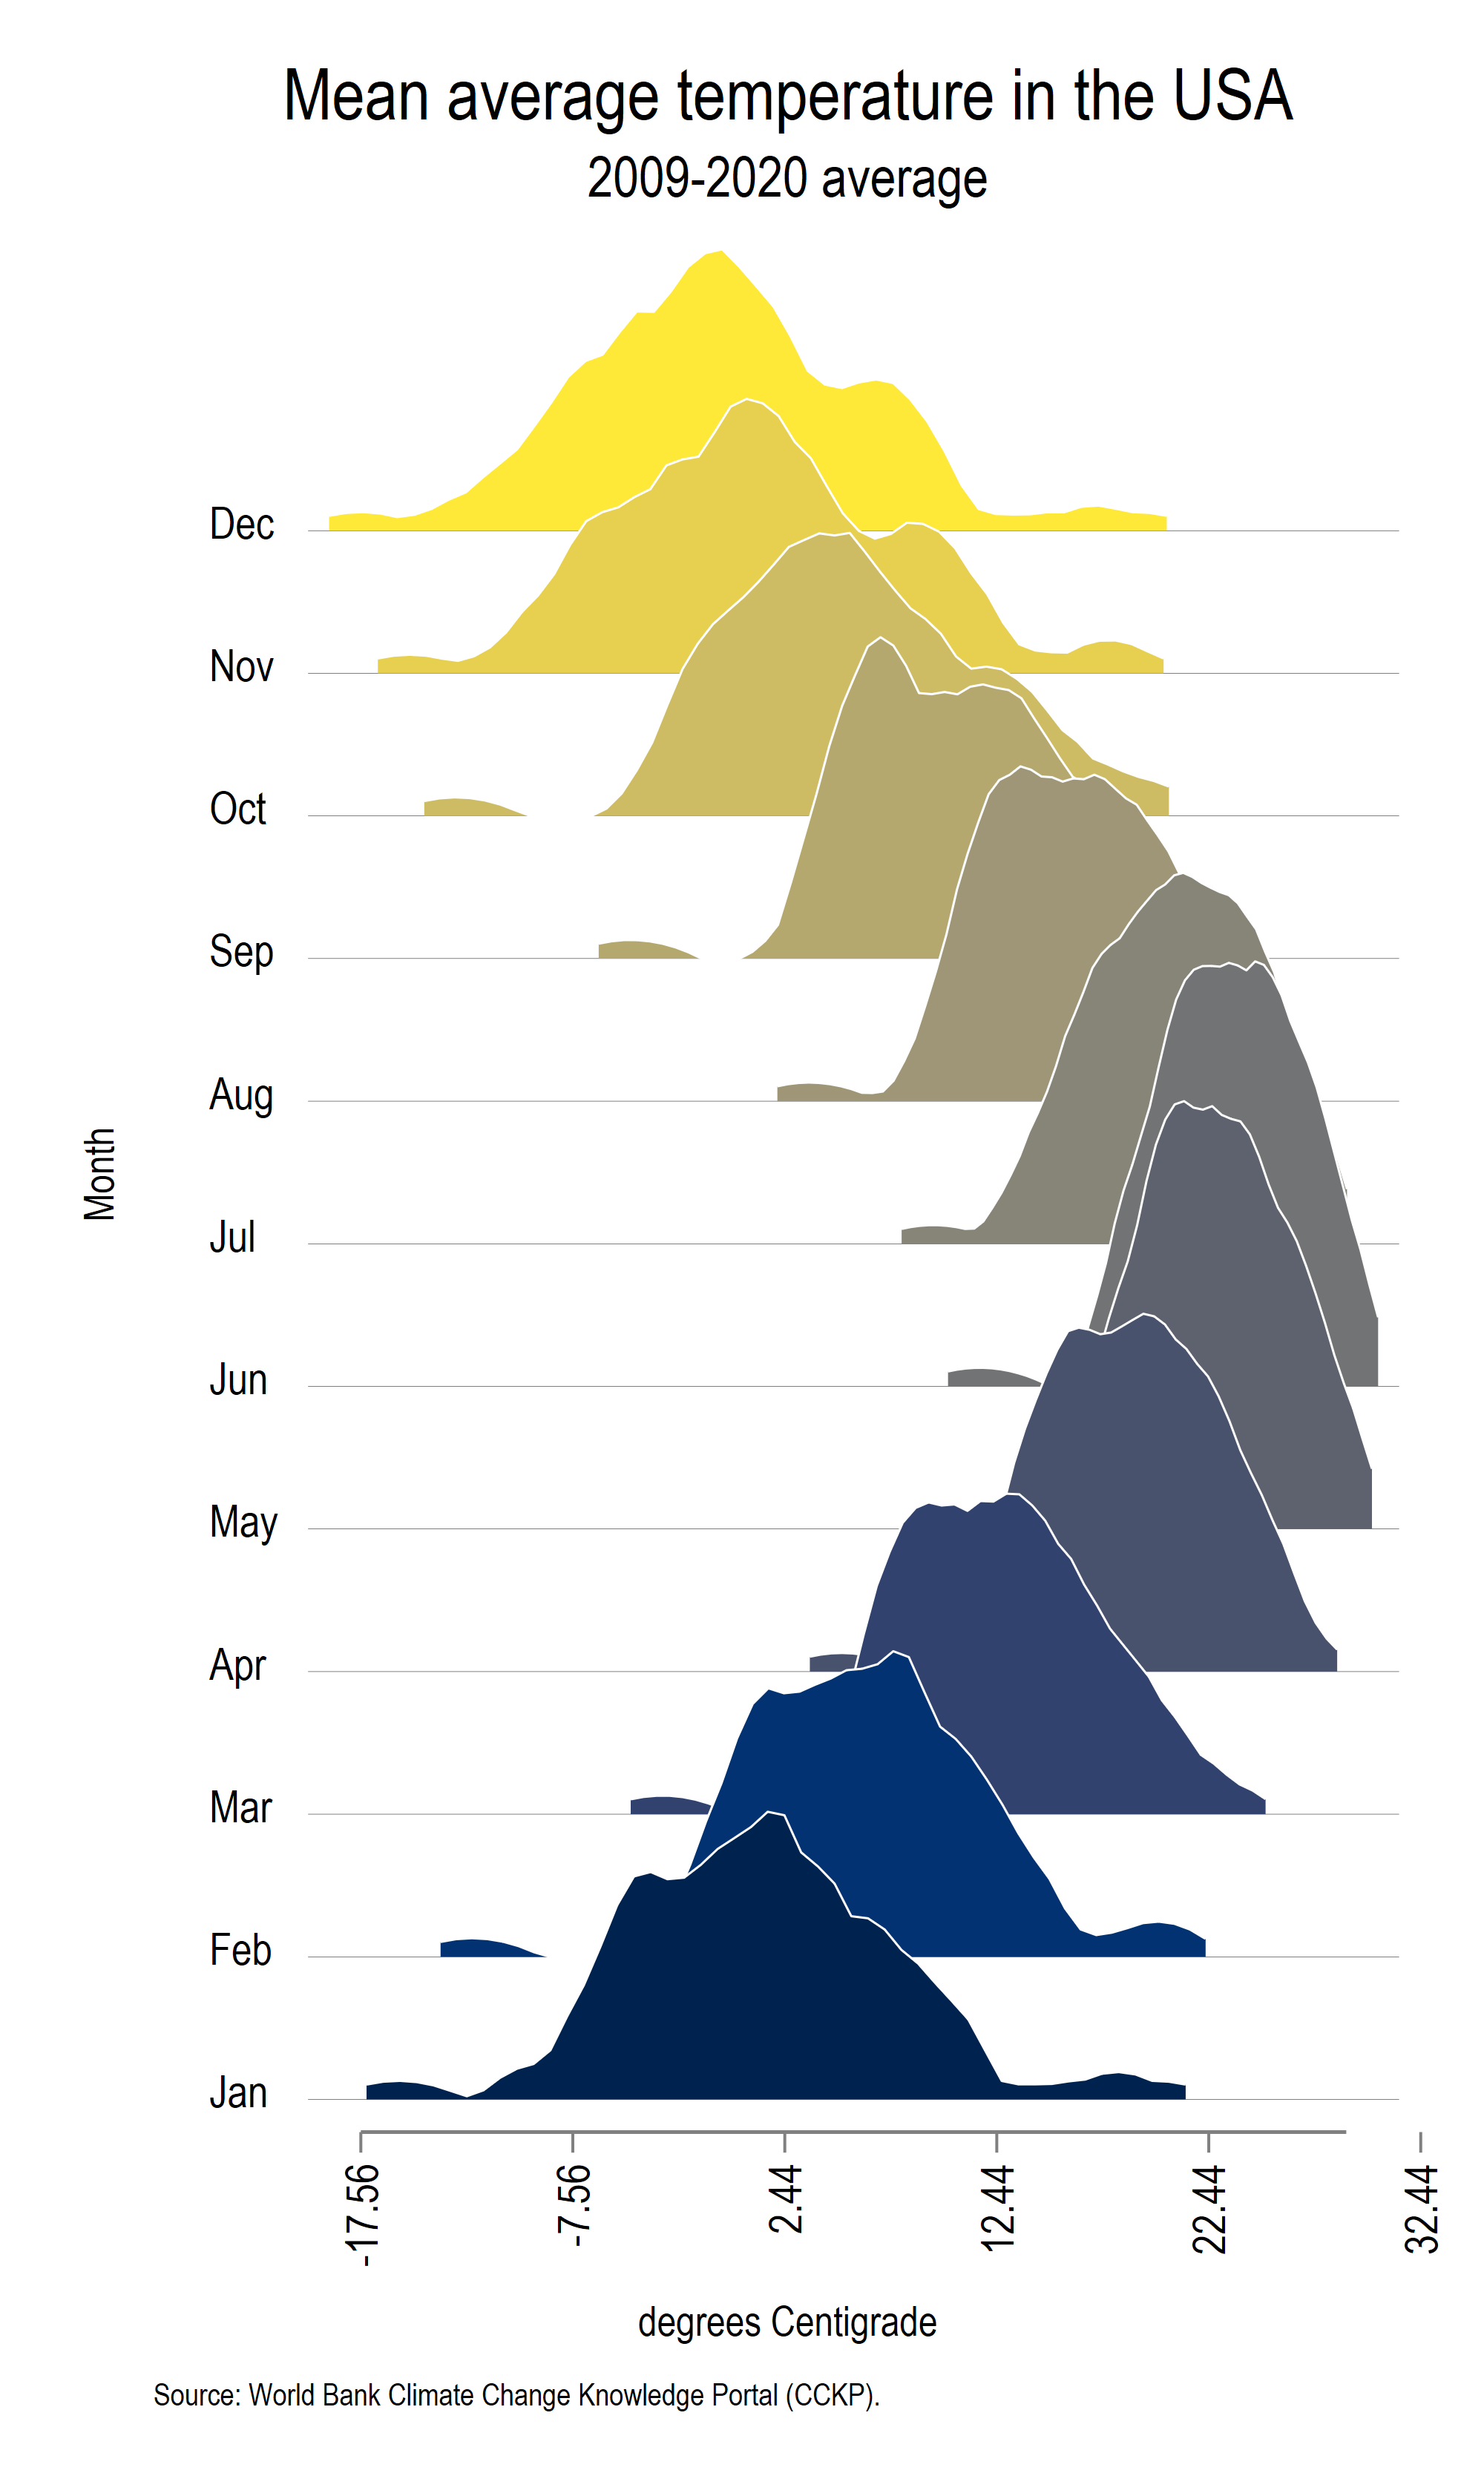 Mean average temperature in the USA
2009-2020 average
Dec
Nov
Oct
Sep
Aug
Month
Jul
Jun
May
Apr
Mar
Feb
Jan
-17.56 -7.56 2.44 12.44 22.44 32.44
degrees Centigrade
Source: World Bank Climate Change Knowledge Portal (CCKP).